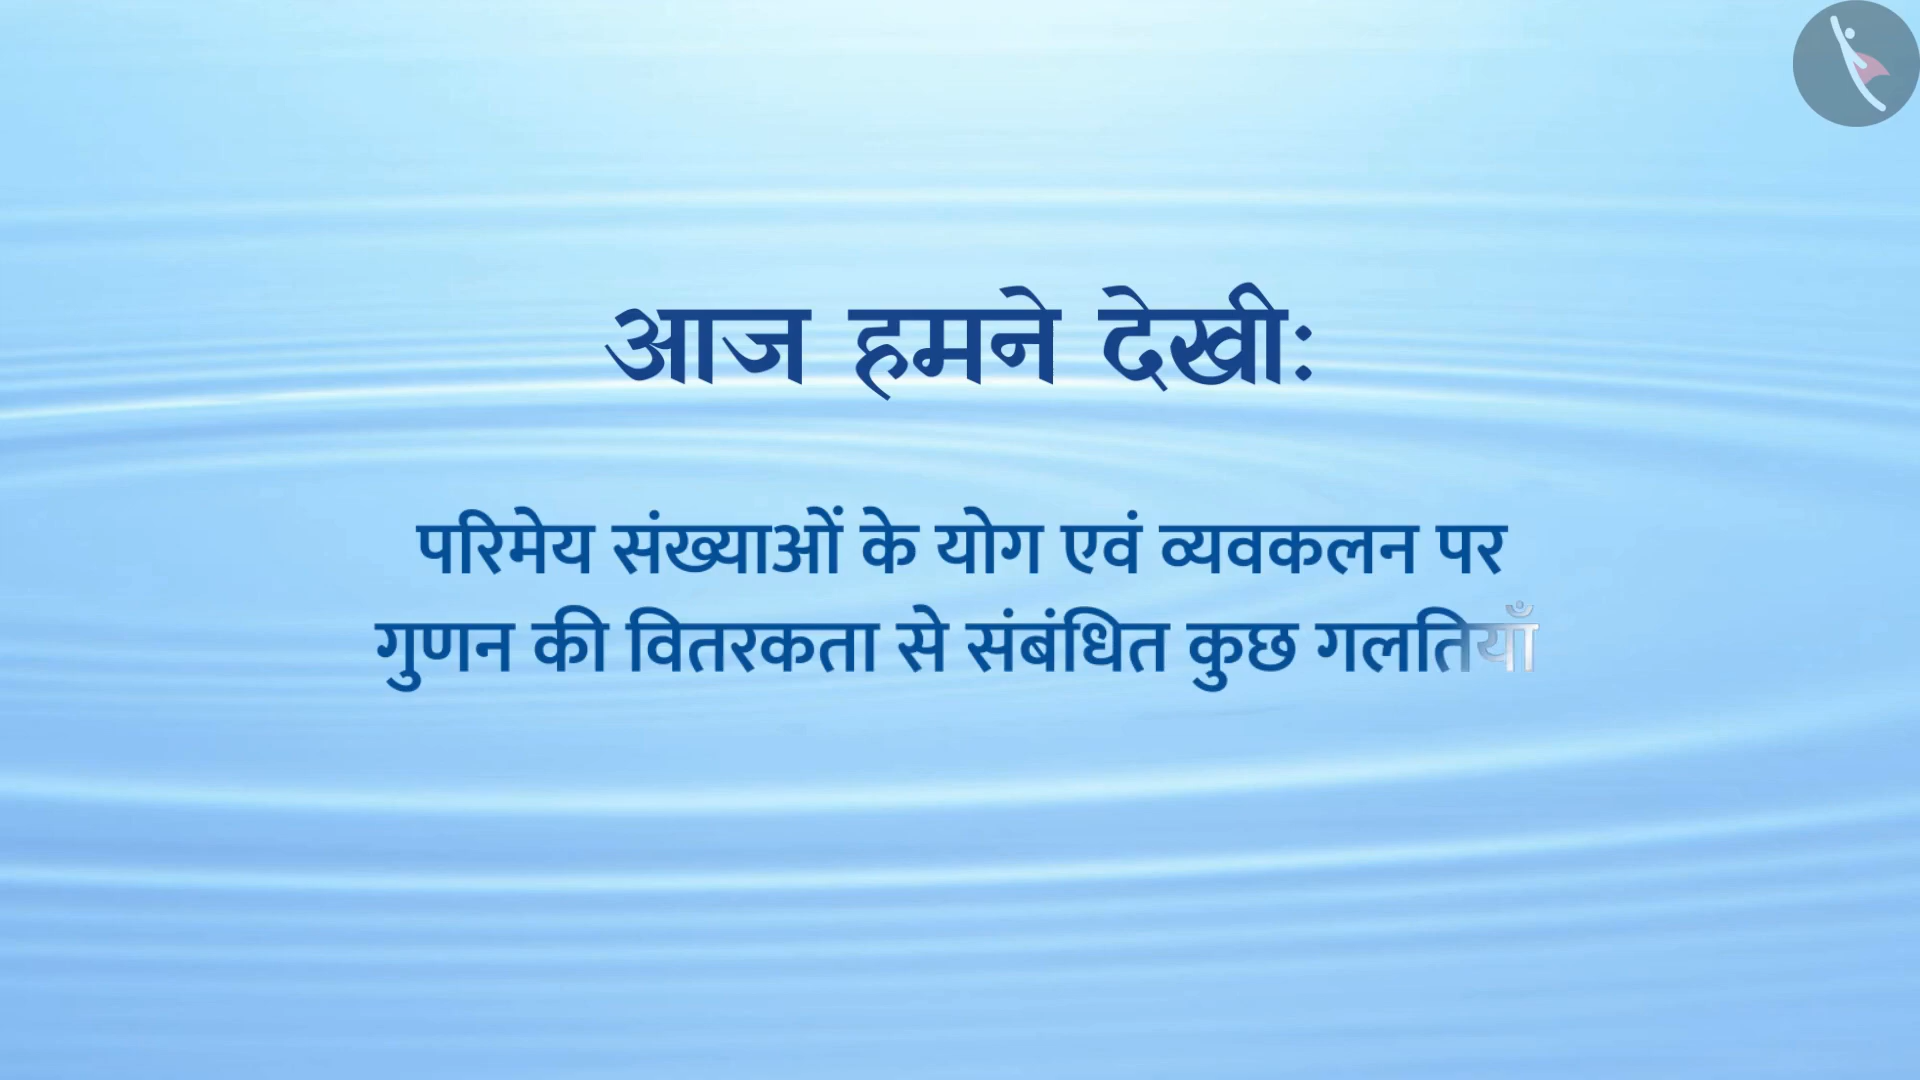 आज हमने देखी:
परिमेय संख्याओं के योग एवं व्यवकलन पर
गुणन की वितरकता से संबंधित कुछ गलतियाँ